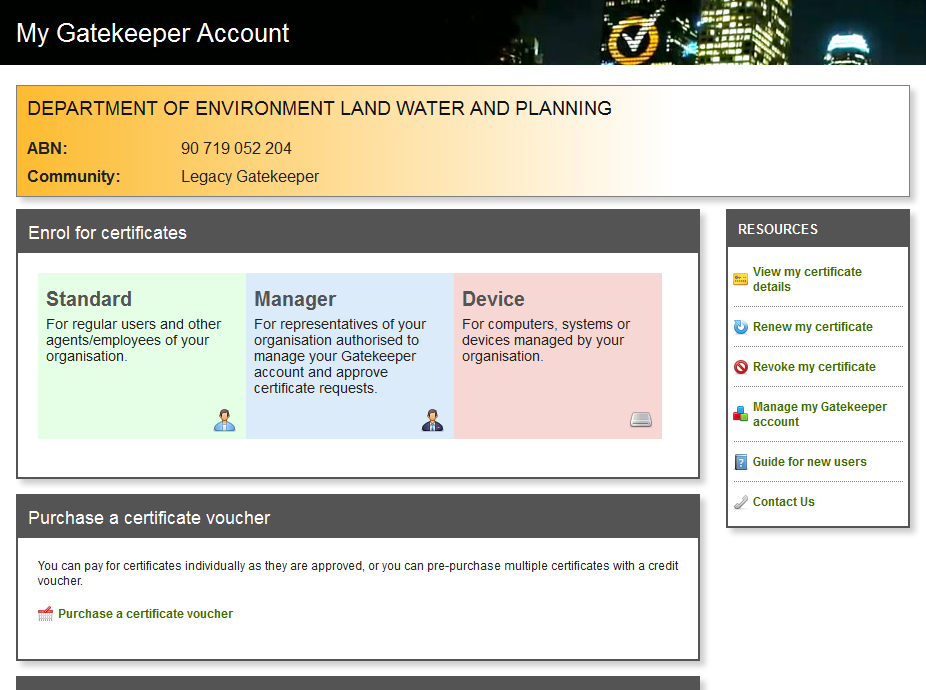 My Gatekeeper Account
DEPARTMENT OF ENVIRONMENT LAND WATER AND PLANNING
ABN: 90 719 052 204
Community: Legacy Gatekeeper
Enrol for certificates
Standard
For regular users and other
agents/employees of your
organisation.
Manager
For representatives of your
organisation authorised to
manage your Gatekeeper
account and approve
certificate requests.
Device
For computers, systems or
devices managed by your
organisation.
Purchase a certificate voucher
You can pay for certificates individually as they are approved, or you can pre-purchase multiple certificates with a credit
voucher.
Purchase a certificate voucher
RESOURCES
View my certificate
details
Renew my certificate
Revoke my certificate
Manage my Gatekeeper
account
Guide for new users
Contact Us